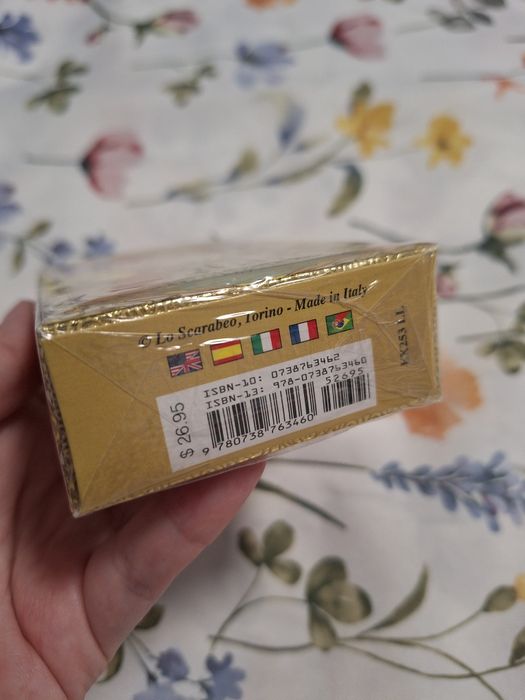 © Lo Scarabeo, Torino - Made in Italy
EX253 I.I.
$ 26.95
ISBN-10: 0738763462
ISBN-13: 978-0738763460
52695
9 780738 763460